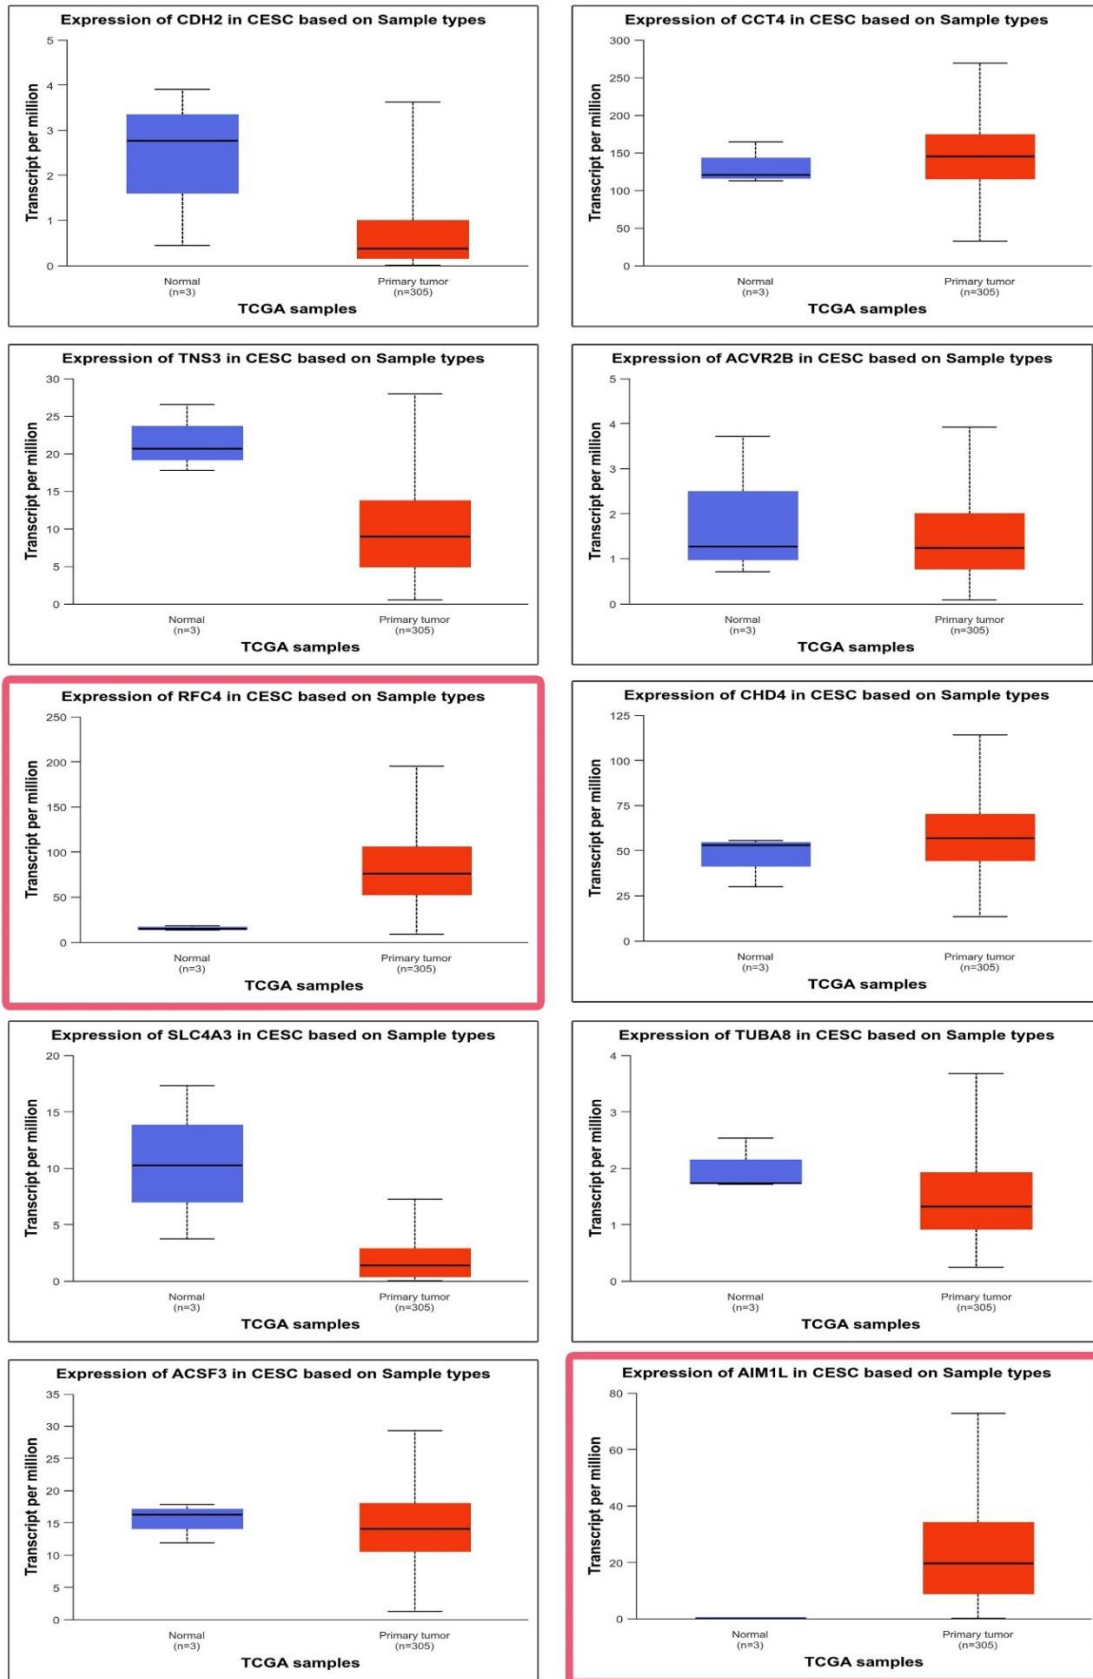 Expression of CDH2 in CESC based on Sample types
Transcript per million
5
4
3
2
1
0
Normal
(n=3)
Primary tumor
(n=305)
TCGA samples
Expression of CCT4 in CESC based on Sample types
Transcript per million
300
250
200
150
100
50
0
Normal
(n=3)
Primary tumor
(n=305)
TCGA samples
Expression of TNS3 in CESC based on Sample types
Transcript per million
30
25
20
15
10
5
0
Normal
(n=3)
Primary tumor
(n=305)
TCGA samples
Expression of ACVR2B in CESC based on Sample types
Transcript per million
5
4
3
2
1
0
Normal
(n=3)
Primary tumor
(n=305)
TCGA samples
Expression of RFC4 in CESC based on Sample types
Transcript per million
250
200
150
100
50
0
Normal
(n=3)
Primary tumor
(n=305)
TCGA samples
Expression of CHD4 in CESC based on Sample types
Transcript per million
125
100
75
50
25
0
Normal
(n=3)
Primary tumor
(n=305)
TCGA samples
Expression of SLC4A3 in CESC based on Sample types
Transcript per million
20
15
10
5
0
Normal
(n=3)
Primary tumor
(n=305)
TCGA samples
Expression of TUBA8 in CESC based on Sample types
Transcript per million
4
3
2
1
0
Normal
(n=3)
Primary tumor
(n=305)
TCGA samples
Expression of ACSF3 in CESC based on Sample types
Transcript per million
35
30
25
20
15
10
5
0
Normal
(n=3)
Primary tumor
(n=305)
TCGA samples
Expression of AIM1L in CESC based on Sample types
Transcript per million
80
60
40
20
0
Normal
(n=3)
Primary tumor
(n=305)
TCGA samples